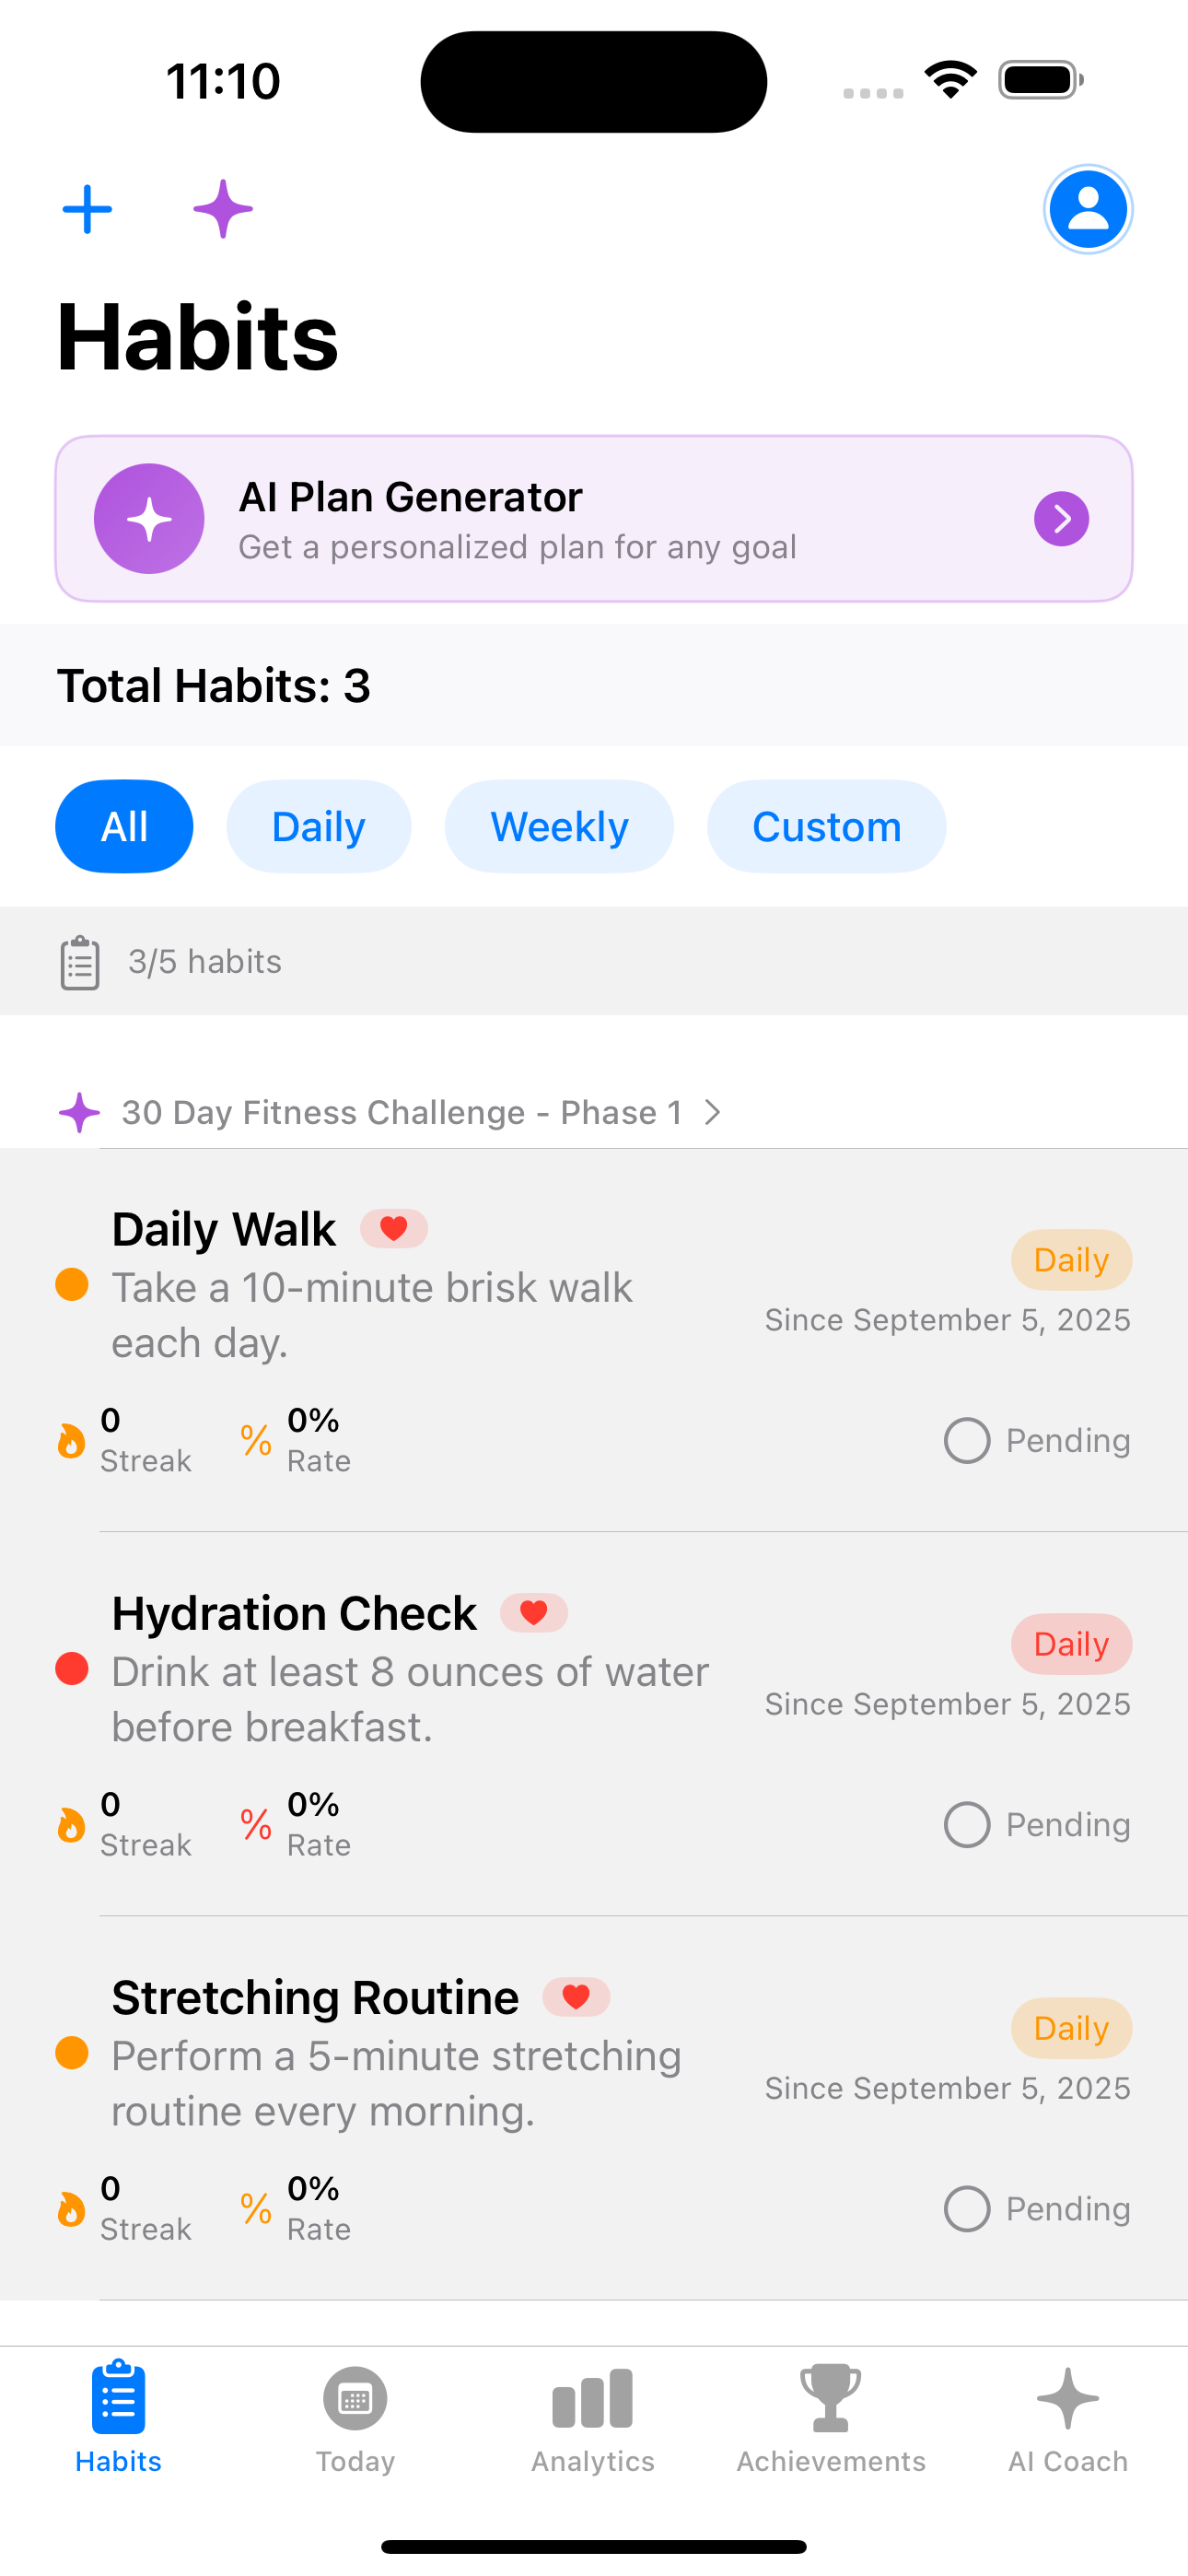 11:10
Habits
AI Plan Generator
Get a personalized plan for any goal
Total Habits: 3
All Daily Weekly Custom
3/5 habits
30 Day Fitness Challenge - Phase 1
Daily Walk
Daily
Take a 10-minute brisk walk
each day.
Since September 5, 2025
0
Streak
%
0%
Rate
Pending
Hydration Check
Daily
Drink at least 8 ounces of water
before breakfast.
Since September 5, 2025
0
Streak
%
0%
Rate
Pending
Stretching Routine
Daily
Perform a 5-minute stretching
routine every morning.
Since September 5, 2025
0
Streak
%
0%
Rate
Pending
Habits Today Analytics Achievements AI Coach